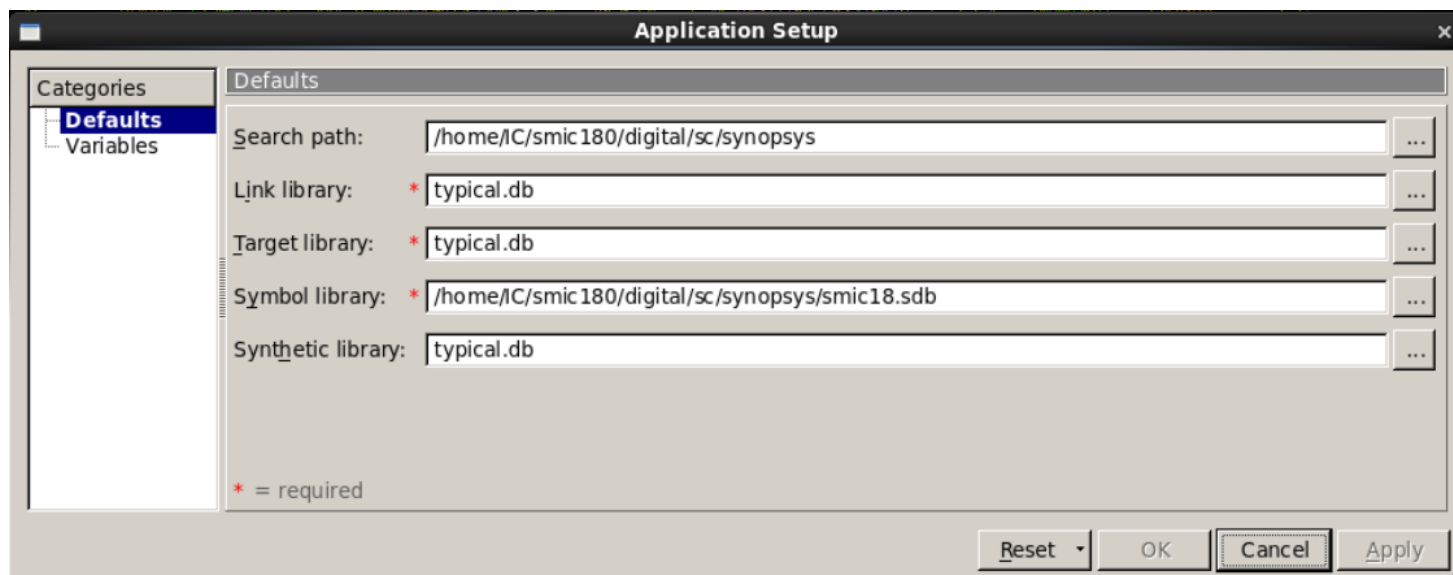 Application Setup
Categories
Defaults
Variables
Defaults
Search path: /home/IC/smic180/digital/sc/synopsys ...
Link library: * typical.db ...
Target library: * typical.db ...
Symbol library: * /home/IC/smic180/digital/sc/synopsys/smic18.sdb ...
Synthetic library: typical.db ...
* = required
Reset OK Cancel Apply